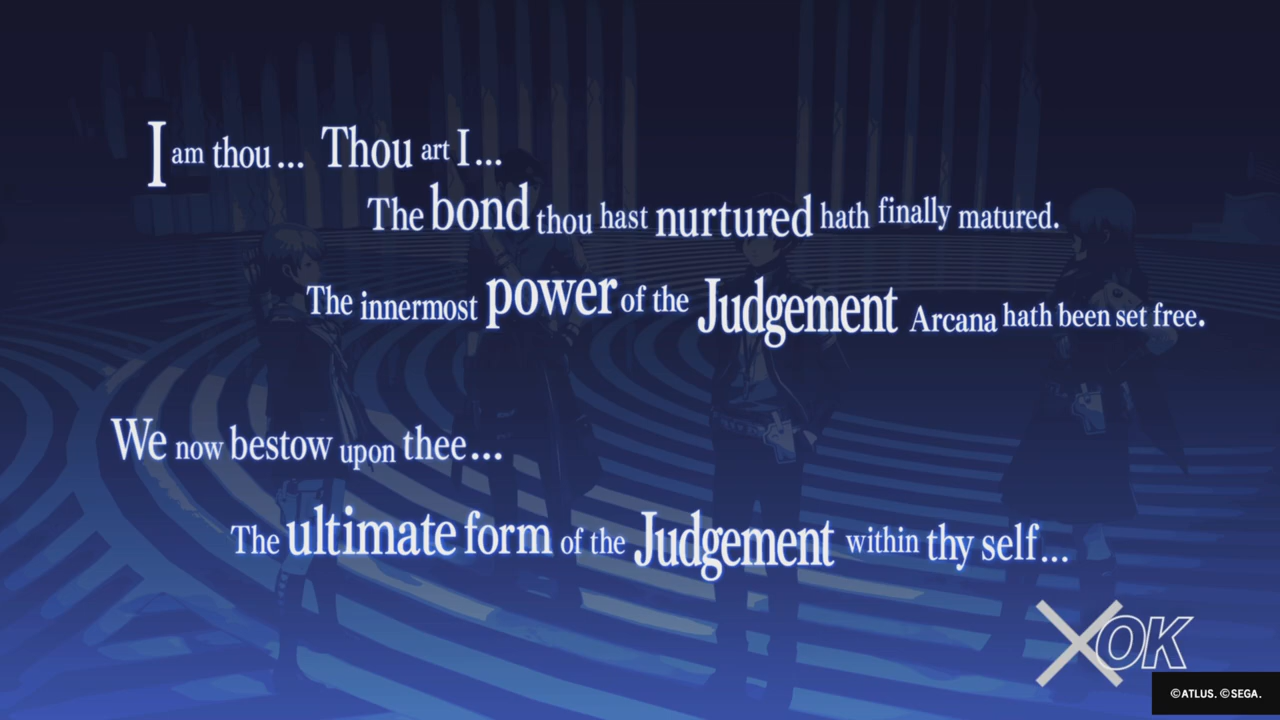 I am thou... Thou art I...
The bond thou hast nurtured hath finally matured.
The innermost power of the Judgement Arcana hath been set free.
We now bestow upon thee...
The ultimate form of the Judgement within thy self...
OK
©ATLUS. ©SEGA.